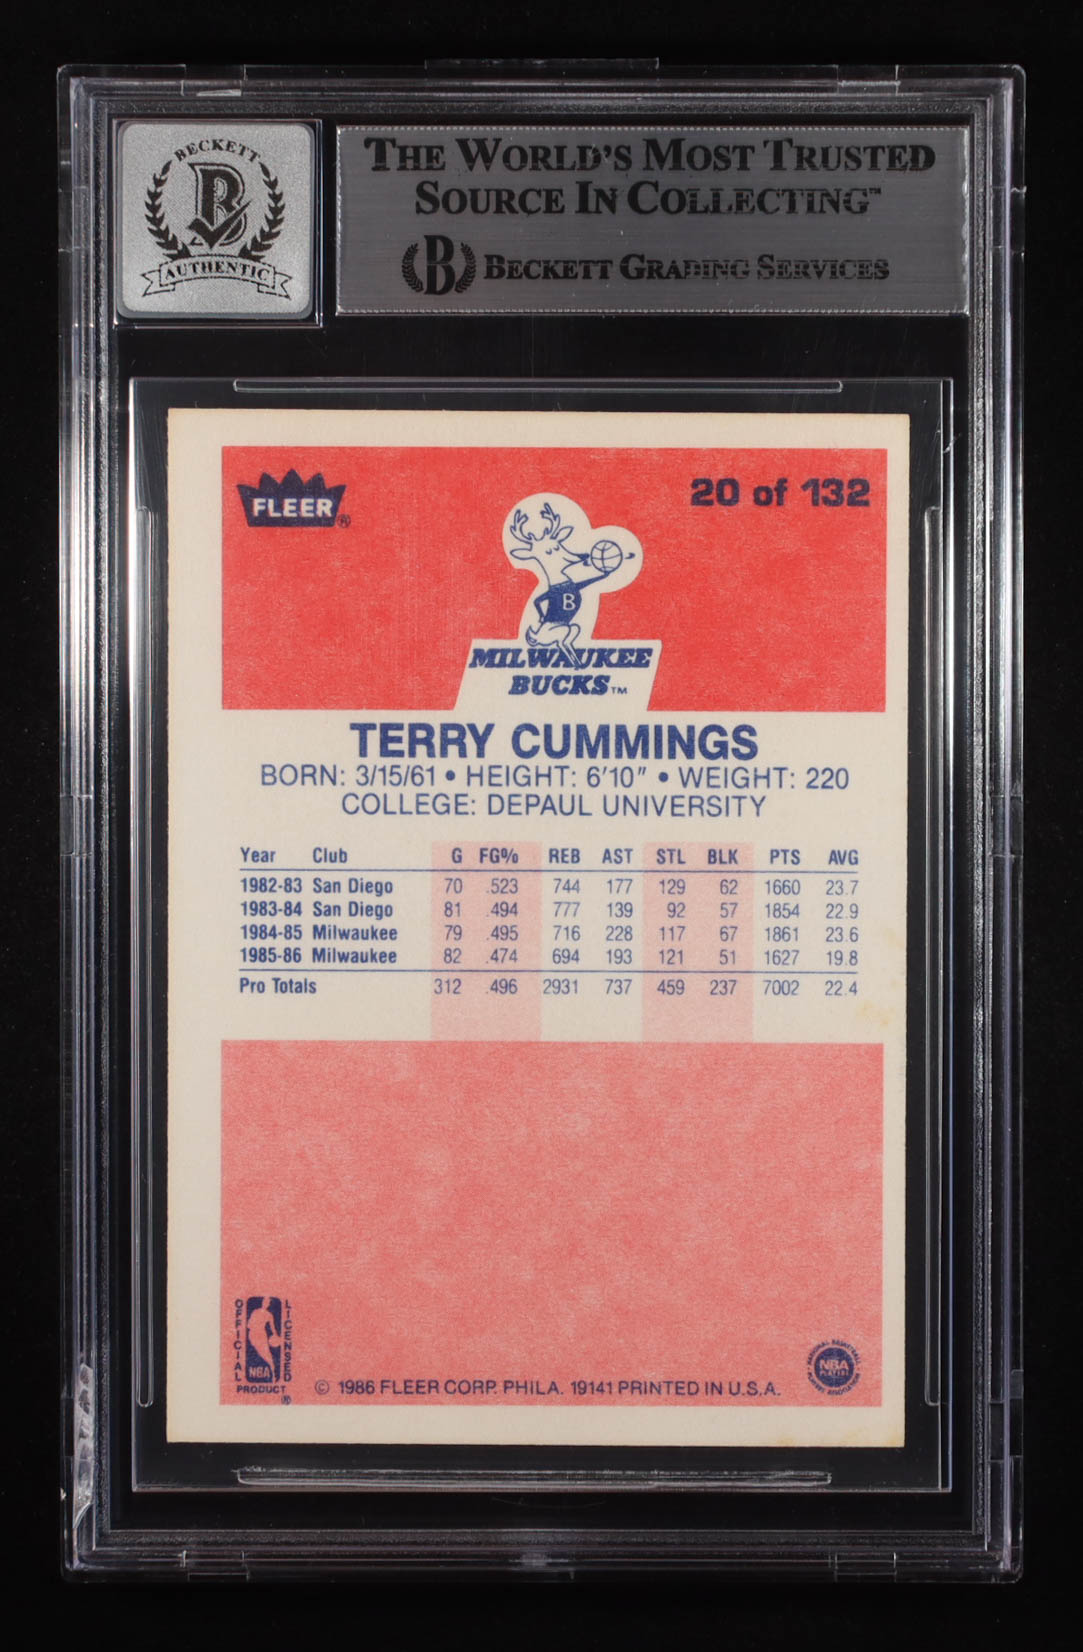 BECKETT
B
AUTHENTIC
THE WORLD'S MOST TRUSTED
SOURCE IN COLLECTING™
B BECKETT GRADING SERVICES
FLEER®
20 of 132
B
MILWAUKEE
BUCKS™
TERRY CUMMINGS
BORN: 3/15/61 • HEIGHT: 6'10" • WEIGHT: 220
COLLEGE: DEPAUL UNIVERSITY
Year Club G FG% REB AST STL BLK PTS AVG
1982-83 San Diego 70 .523 744 177 129 62 1660 23.7
1983-84 San Diego 81 .494 777 139 92 57 1854 22.9
1984-85 Milwaukee 79 .495 716 228 117 67 1861 23.6
1985-86 Milwaukee 82 .474 694 193 121 51 1627 19.8
Pro Totals 312 .496 2931 737 459 237 7002 22.4
OFFICIAL
LICENSED
NBA
PRODUCT ®
© 1986 FLEER CORP. PHILA. 19141 PRINTED IN U.S.A.
NATIONAL BASKETBALL
NBA
PLAYERS
PLAYERS ASSOCIATION